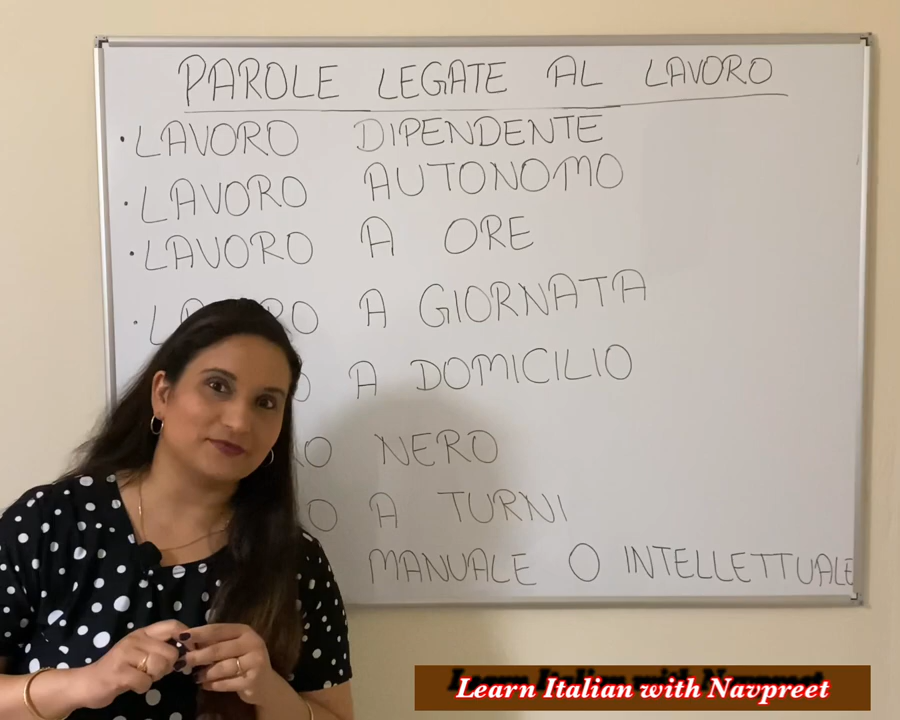 PAROLE LEGATE AL LAVORO
• LAVORO DIPENDENTE
• LAVORO AUTONOMO
• LAVORO A ORE
• LAVORO A GIORNATA
A DOMICILIO
NERO
A TURNI
MANUALE O INTELLETTUALE
Learn Italian with Navpreet